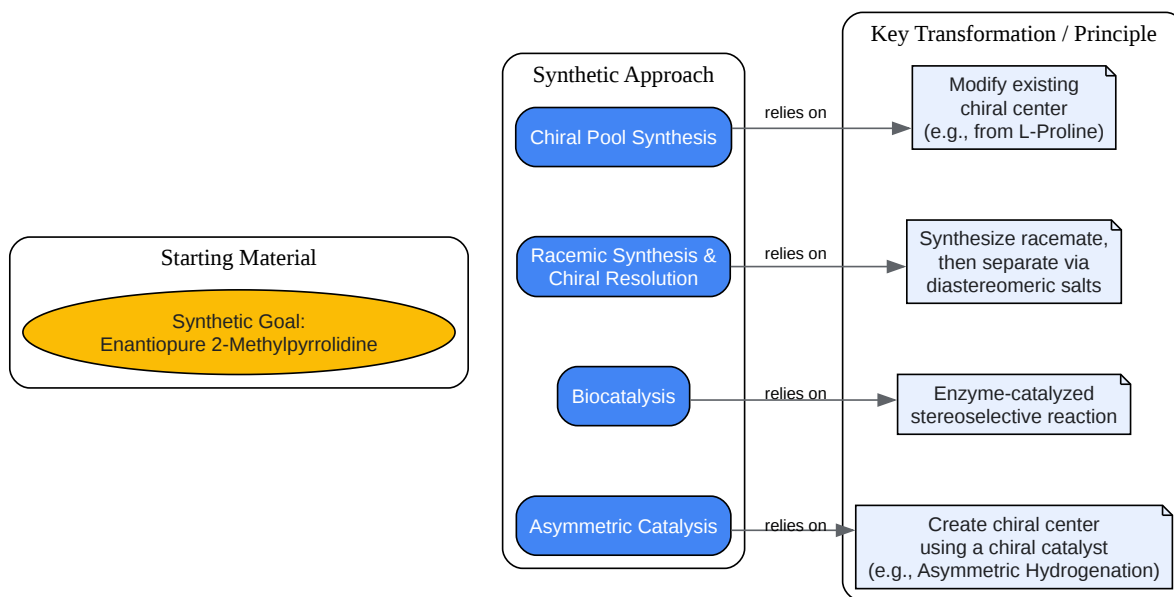 Starting Material
Synthetic Goal:
Enantiopure 2-Methylpyrrolidine
Synthetic Approach
Chiral Pool Synthesis
Racemic Synthesis &
Chiral Resolution
Biocatalysis
Asymmetric Catalysis
relies on
relies on
relies on
relies on
Key Transformation / Principle
Modify existing
chiral center
(e.g., from L-Proline)
Synthesize racemate,
then separate via
diastereomeric salts
Enzyme-catalyzed
stereoselective reaction
Create chiral center
using a chiral catalyst
(e.g., Asymmetric Hydrogenation)